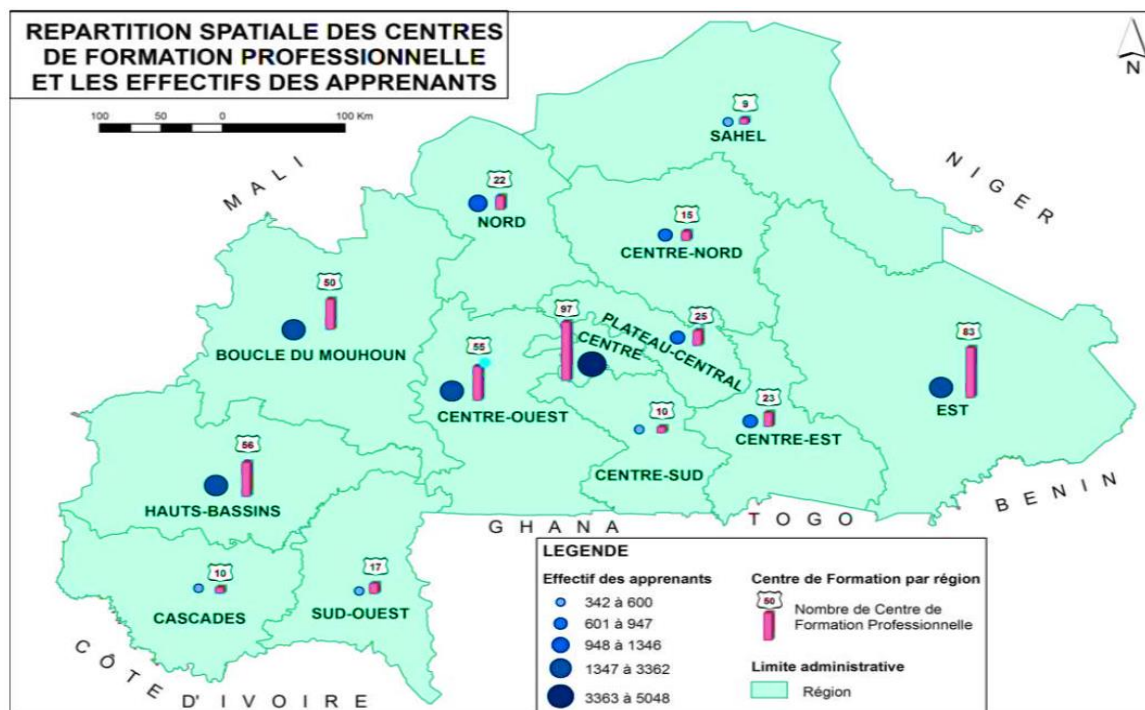 REPARTITION SPATIALE DES CENTRES
DE FORMATION PROFESSIONNELLE
ET LES EFFECTIFS DES APPRENANTS
100 50 0 100 Km
N
MALI
NIGER
9
SAHEL
22
NORD
15
CENTRE-NORD
50
BOUCLE DU MOUHOUN
97
CENTRE
25
PLATEAU-CENTRAL
55
CENTRE-OUEST
83
EST
10
CENTRE-SUD
23
CENTRE-EST
56
HAUTS-BASSINS
10
CASCADES
17
SUD-OUEST
GHANA
TOGO
BENIN
CÔTE
D'IVOIRE
LEGENDE
Effectif des apprenants
342 à 600
601 à 947
948 à 1346
1347 à 3362
3363 à 5048
Centre de Formation par région
50
Nombre de Centre de
Formation Professionnelle
Limite administrative
Région